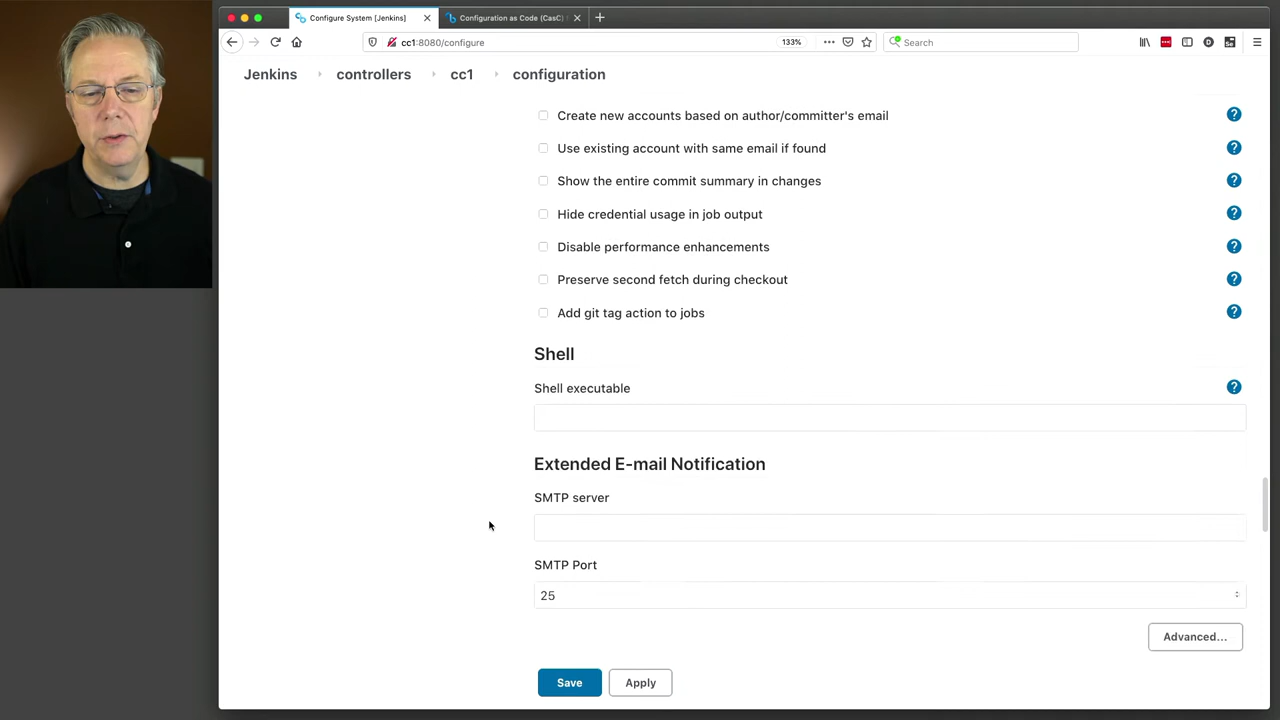 Configure System [Jenkins]
Configuration as Code (CasC)
cc1:8080/configure
133%
Search
Jenkins
controllers
cc1
configuration
Create new accounts based on author/committer's email
Use existing account with same email if found
Show the entire commit summary in changes
Hide credential usage in job output
Disable performance enhancements
Preserve second fetch during checkout
Add git tag action to jobs
Shell
Shell executable
Extended E-mail Notification
SMTP server
SMTP Port
25
Advanced...
Save
Apply